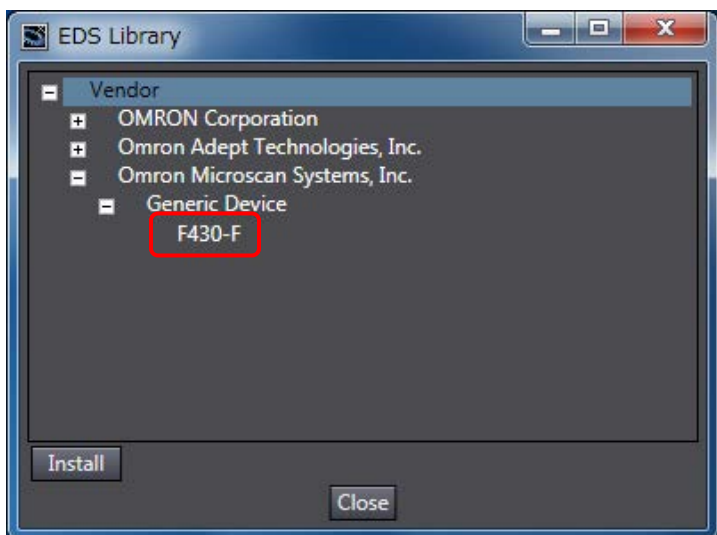 EDS Library
Vendor
OMRON Corporation
Omron Adept Technologies, Inc.
Omron Microscan Systems, Inc.
Generic Device
F430-F
Install
Close